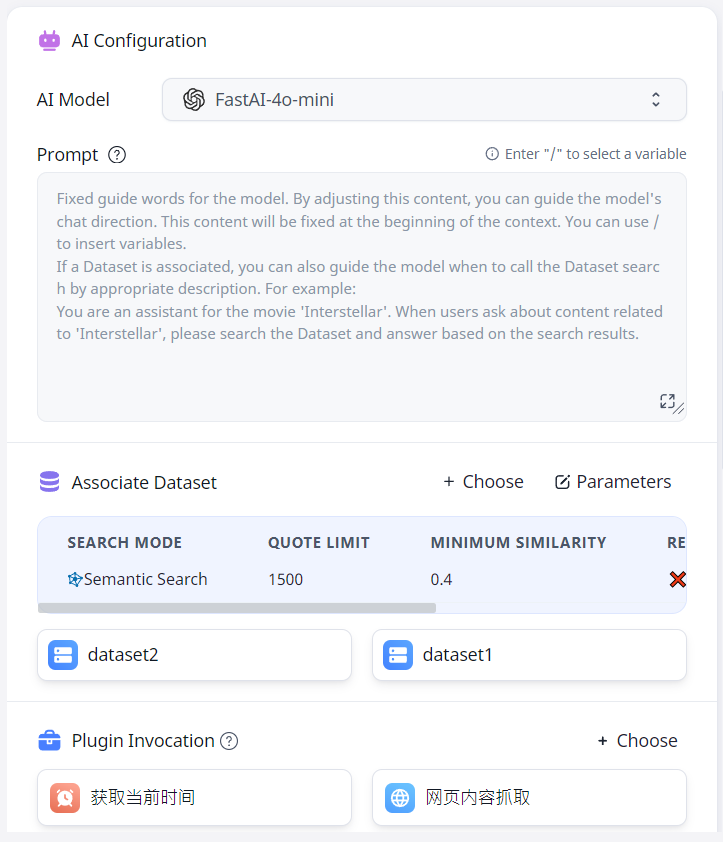 AI Configuration
AI Model
FastAI-4o-mini
Prompt
Enter "/" to select a variable
Fixed guide words for the model. By adjusting this content, you can guide the model's
chat direction. This content will be fixed at the beginning of the context. You can use /
to insert variables.
If a Dataset is associated, you can also guide the model when to call the Dataset searc
h by appropriate description. For example:
You are an assistant for the movie 'Interstellar'. When users ask about content related
to 'Interstellar', please search the Dataset and answer based on the search results.
Associate Dataset
+ Choose
Parameters
SEARCH MODE QUOTE LIMIT MINIMUM SIMILARITY RE
Semantic Search 1500 0.4
dataset2
dataset1
Plugin Invocation
+ Choose
获取当前时间
网页内容抓取